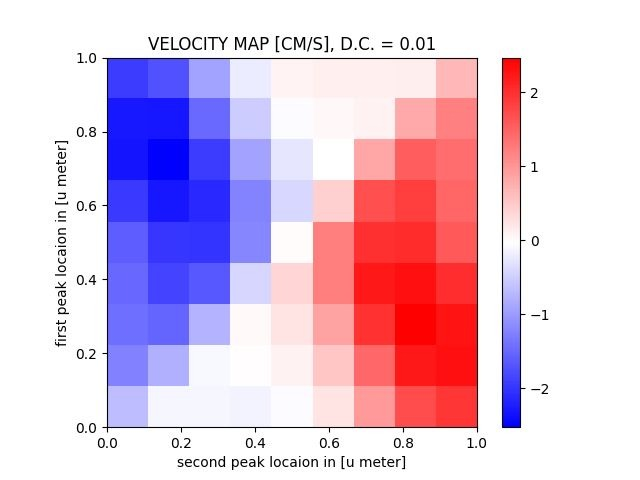 VELOCITY MAP [CM/S], D.C. = 0.01
first peak locaion in [u meter]
1.0
0.8
0.6
0.4
0.2
0.0
0.0 0.2 0.4 0.6 0.8 1.0
second peak locaion in [u meter]
2
1
0
−1
−2